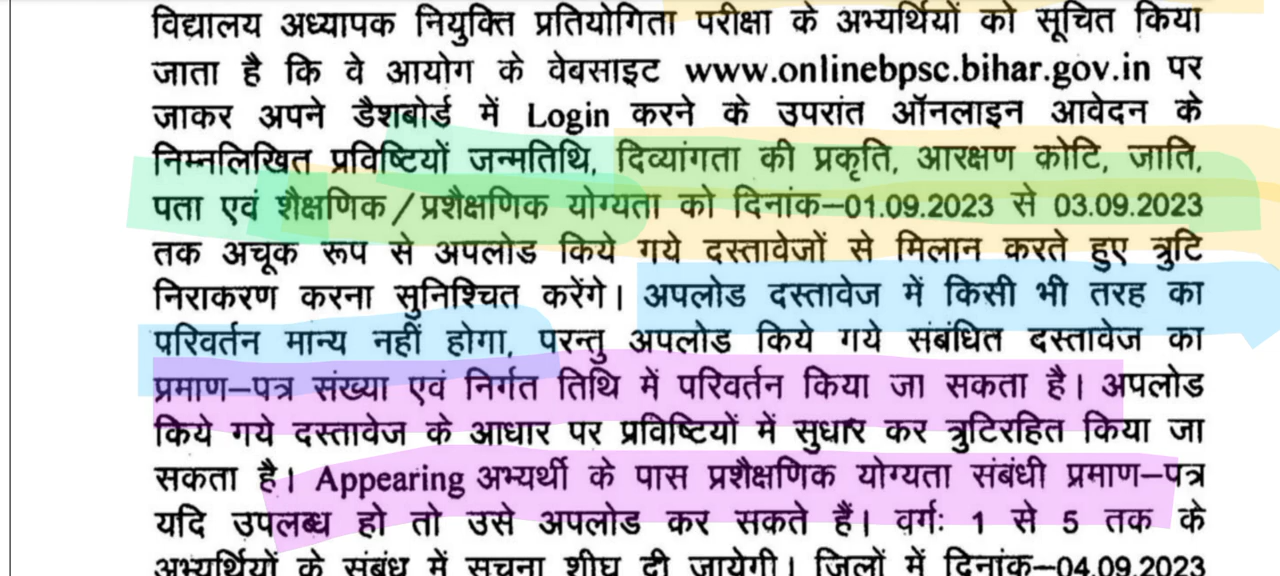 विद्यालय अध्यापक नियुक्ति प्रतियोगिता परीक्षा के अभ्यर्थियों को सूचित किया
जाता है कि वे आयोग के वेबसाइट www.onlinebpsc.bihar.gov.in पर
जाकर अपने डैशबोर्ड में Login करने के उपरांत ऑनलाइन आवेदन के
निम्नलिखित प्रविष्टियों जन्मतिथि, दिव्यांगता की प्रकृति, आरक्षण कोटि, जाति,
पता एवं शैक्षणिक/प्रशैक्षणिक योग्यता को दिनांक–01.09.2023 से 03.09.2023
तक अचूक रूप से अपलोड किये गये दस्तावेजों से मिलान करते हुए त्रुटि
निराकरण करना सुनिश्चित करेंगे। अपलोड दस्तावेज में किसी भी तरह का
परिवर्तन मान्य नहीं होगा, परन्तु अपलोड किये गये संबंधित दस्तावेज का
प्रमाण–पत्र संख्या एवं निर्गत तिथि में परिवर्तन किया जा सकता है। अपलोड
किये गये दस्तावेज के आधार पर प्रविष्टियों में सुधार कर त्रुटिरहित किया जा
सकता है। Appearing अभ्यर्थी के पास प्रशैक्षणिक योग्यता संबंधी प्रमाण–पत्र
यदि उपलब्ध हो तो उसे अपलोड कर सकते हैं। वर्गः 1 से 5 तक के
अभ्यर्थियों के संबंध में सूचना शीघ्र दी जायेगी। जिलों में दिनांक–04.09.2023